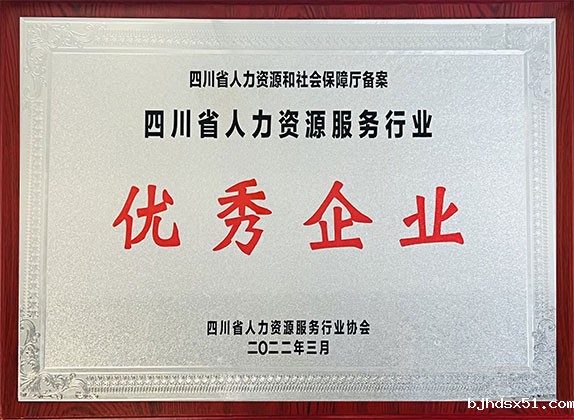 四川省人力资源和社会保障厅备案
四川省人力资源服务行业
优秀企业
四川省人力资源服务行业协会
二〇二二年三月
bjhdsx51.com